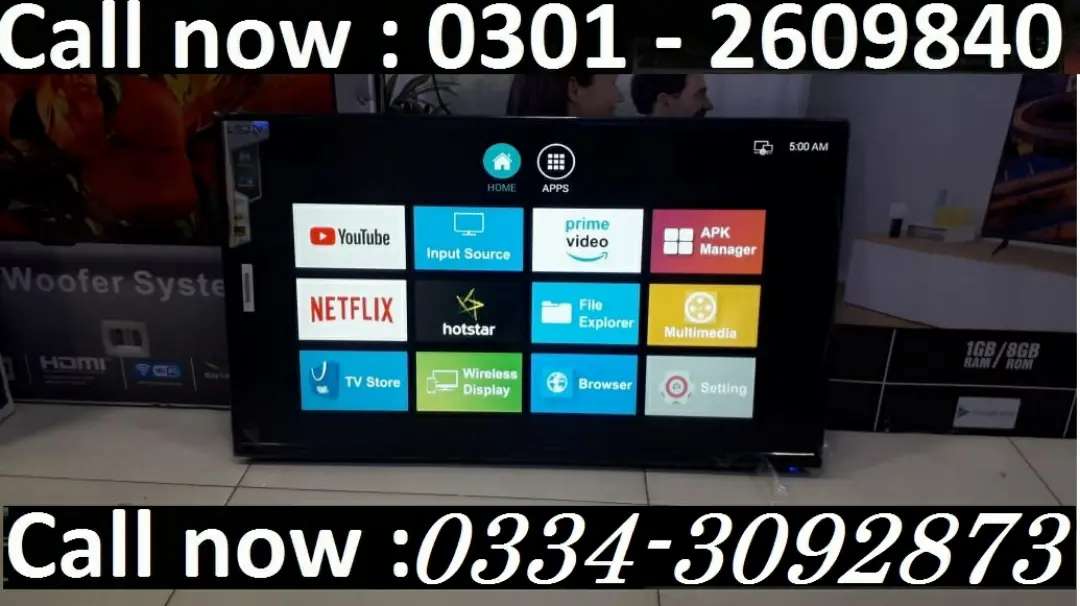 Call now : 0301 - 2609840
5:00 AM
HOME
APPS
YouTube
Input Source
prime
video
APK
Manager
NETFLIX
hotstar
File
Explorer
Multimedia
TV Store
Wireless
Display
Browser
Setting
Woofer Syste
HDMI
Wi Fi
1GB / 8GB
RAM / ROM
Call now :0334-3092873